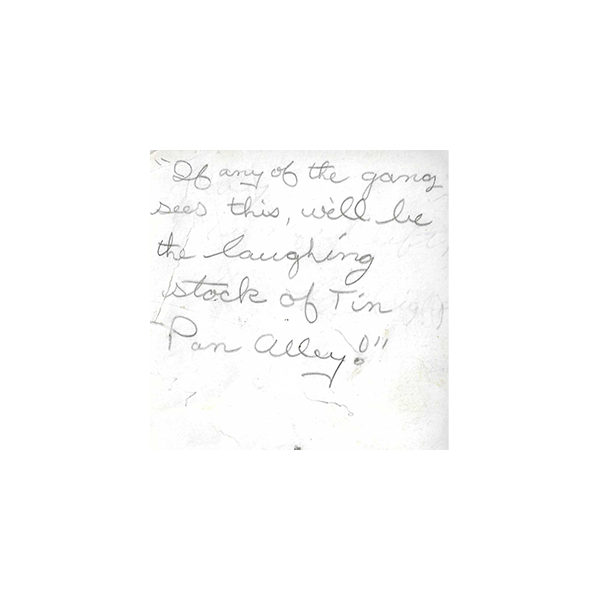 "If any of the gang
sees this, we'll be
the laughing
stock of Tin
Pan Alley!"